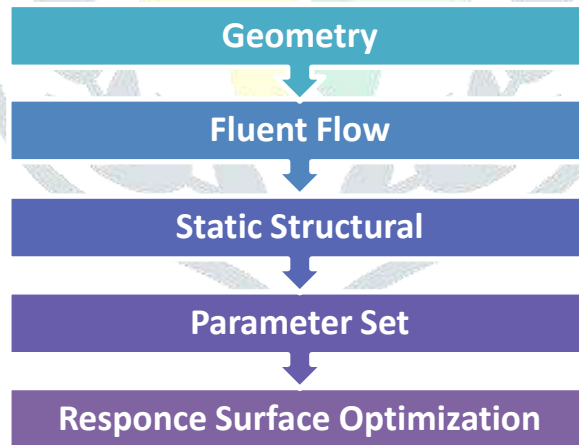 Geometry
Fluent Flow
Static Structural
Parameter Set
Responce Surface Optimization